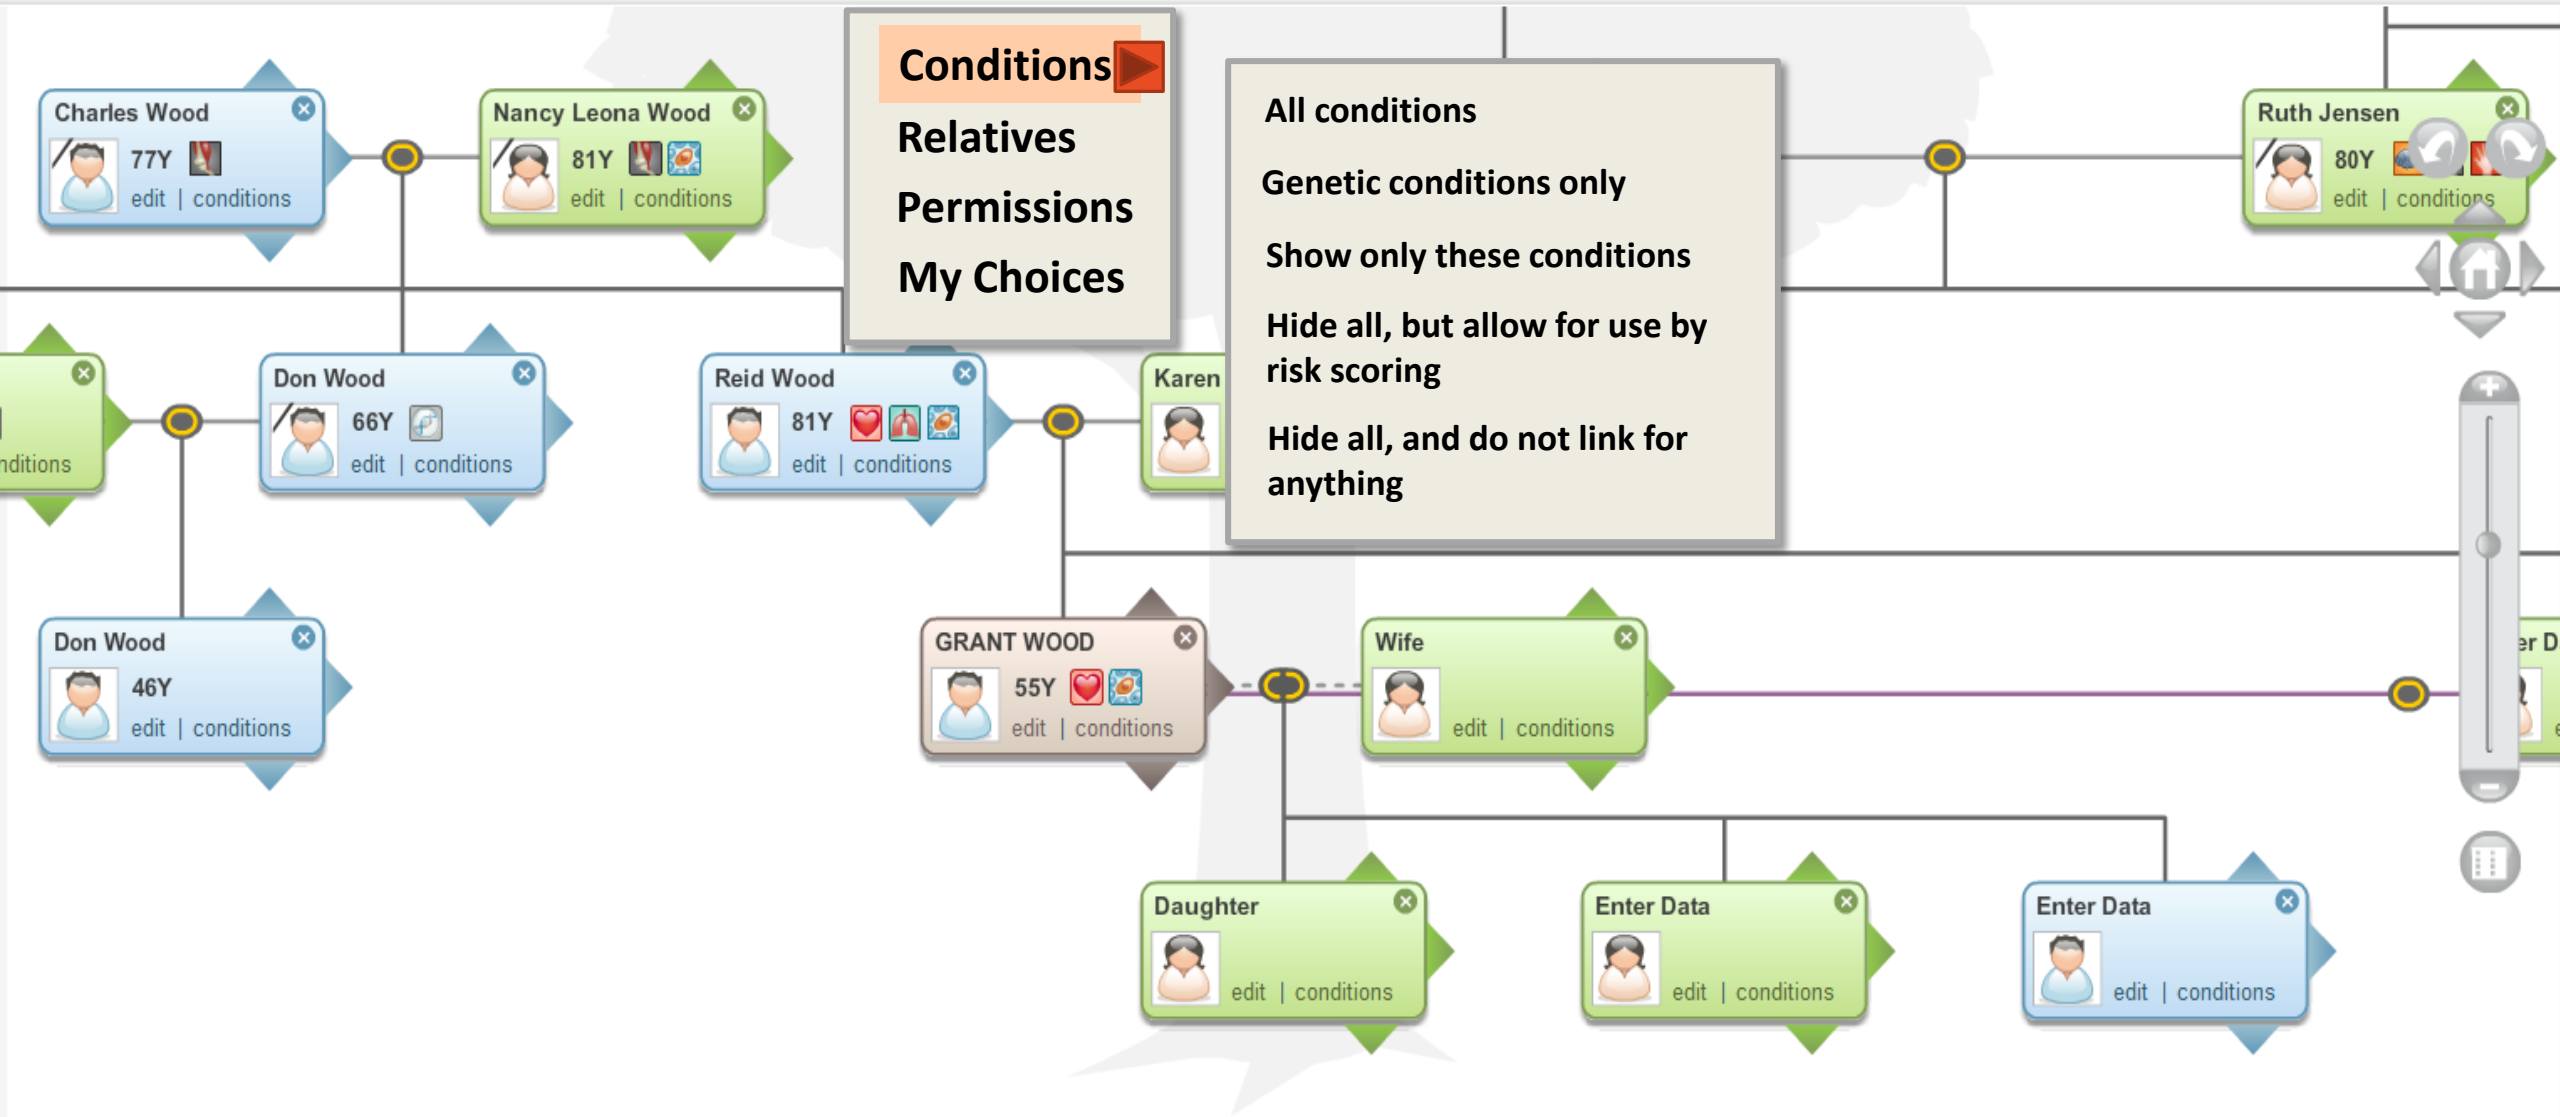 Conditions
Relatives
Permissions
My Choices
All conditions
Genetic conditions only
Show only these conditions
Hide all, but allow for use by
risk scoring
Hide all, and do not link for
anything
Charles Wood
77Y
edit | conditions
Nancy Leona Wood
81Y
edit | conditions
Ruth Jensen
80Y
edit | conditions
Don Wood
66Y
edit | conditions
Reid Wood
81Y
edit | conditions
Karen
Don Wood
46Y
edit | conditions
GRANT WOOD
55Y
edit | conditions
Wife
edit | conditions
Daughter
edit | conditions
Enter Data
edit | conditions
Enter Data
edit | conditions